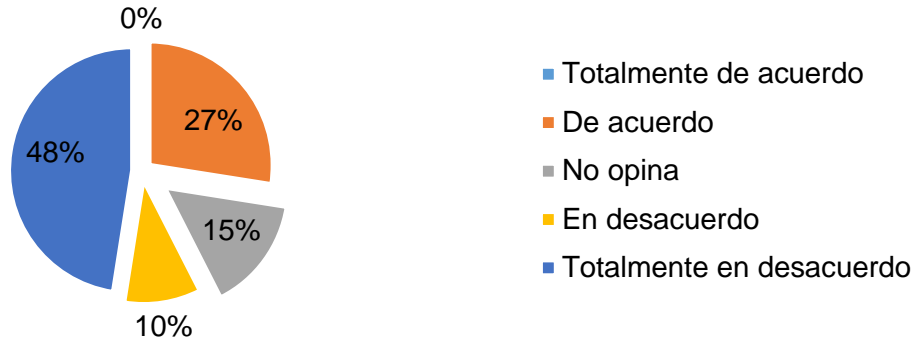 0%
27%
48%
15%
10%
Totalmente de acuerdo
De acuerdo
No opina
En desacuerdo
Totalmente en desacuerdo